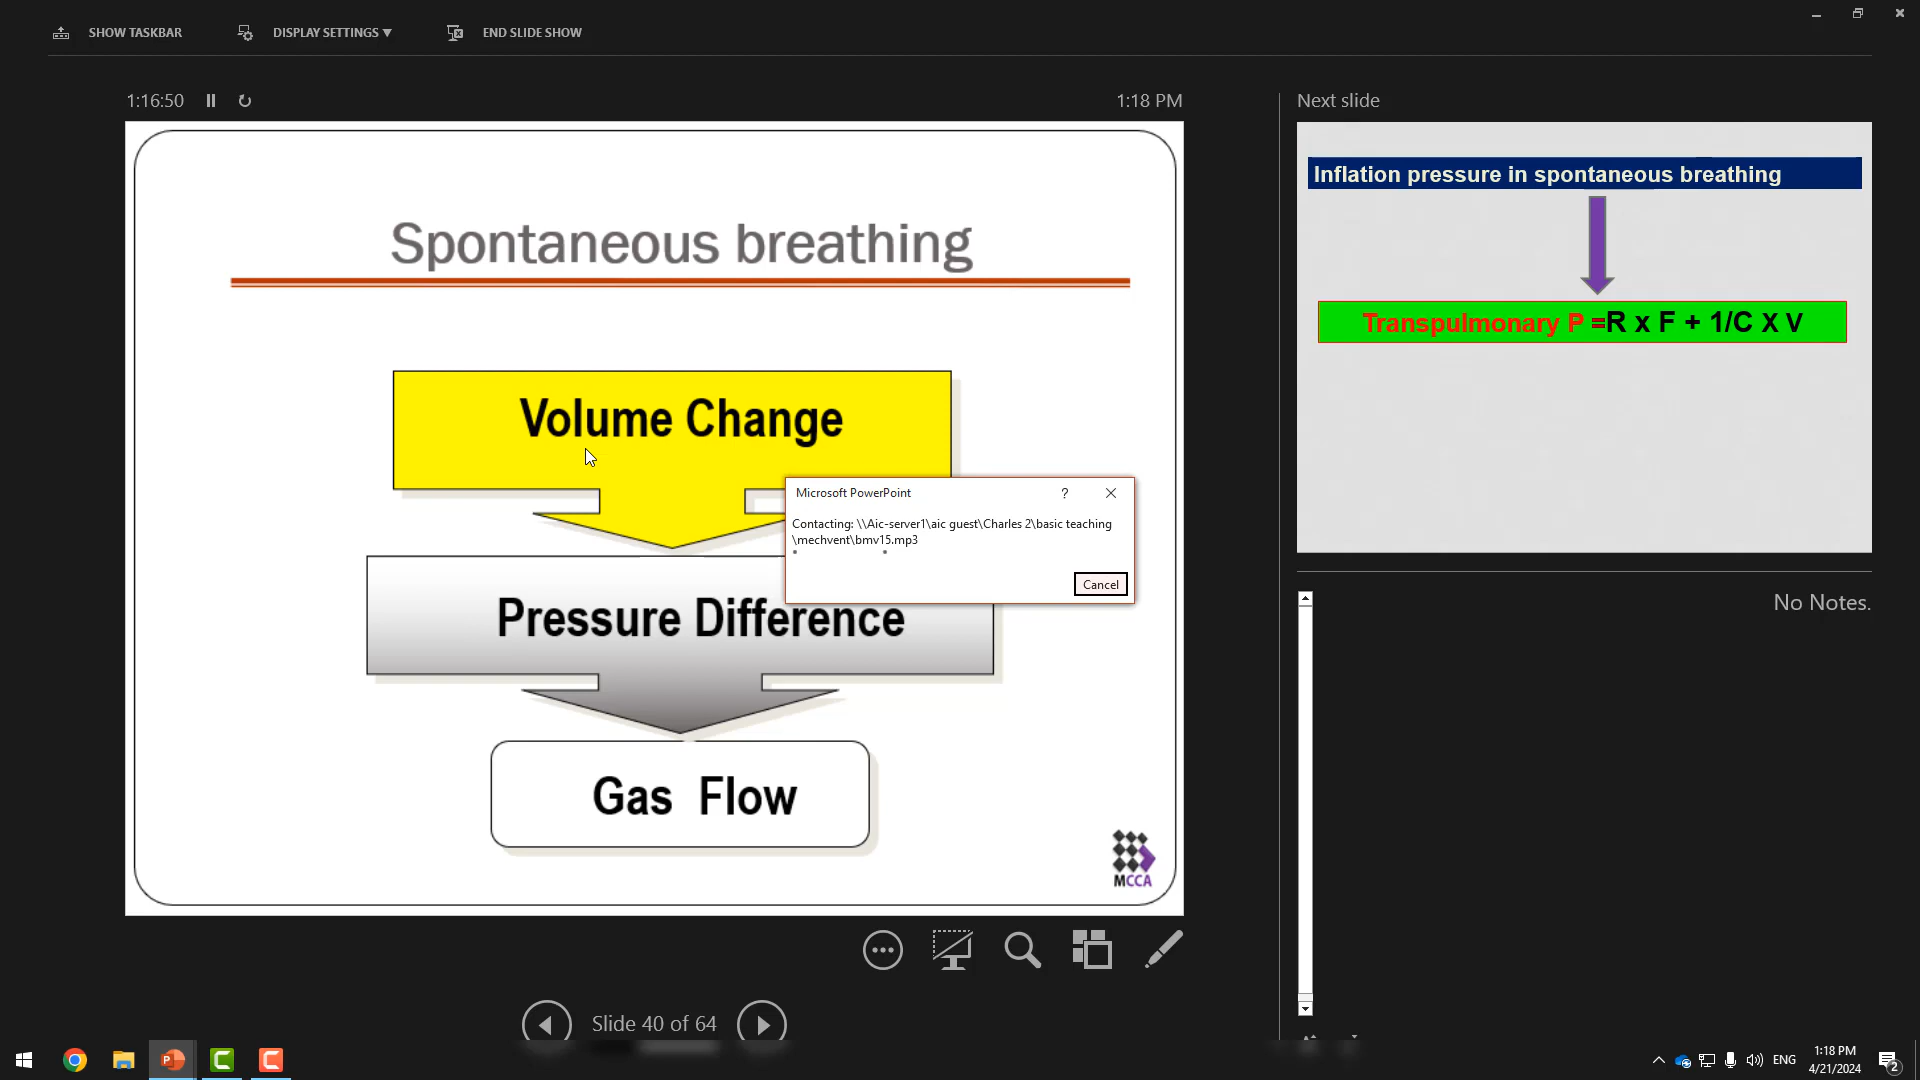 SHOW TASKBAR
DISPLAY SETTINGS ▼
END SLIDE SHOW
1:16:50
1:18 PM
Next slide
Spontaneous breathing
Volume Change
Pressure Difference
Gas Flow
MCCA
Microsoft PowerPoint
?
Contacting: \\Aic-server1\aic guest\Charles 2\basic teaching
\mechvent\bmv15.mp3
Cancel
Inflation pressure in spontaneous breathing
Transpulmonary P =R x F + 1/C X V
No Notes.
Slide 40 of 64
ENG
1:18 PM
4/21/2024
2